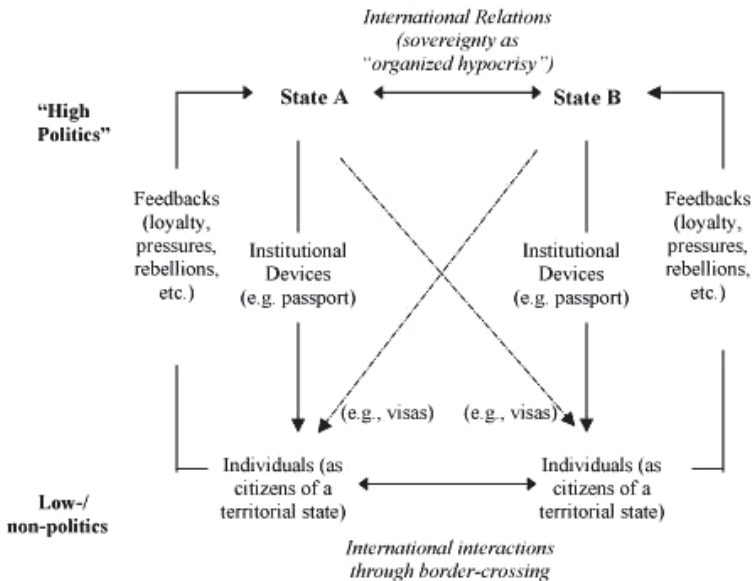 International Relations
(sovereignty as
“organized hypocrisy”)
“High
Politics”
State A
State B
Feedbacks
(loyalty,
pressures,
rebellions,
etc.)
Institutional
Devices
(e.g. passport)
Institutional
Devices
(e.g. passport)
Feedbacks
(loyalty,
pressures,
rebellions,
etc.)
(e.g., visas)
(e.g., visas)
Low-/
non-politics
Individuals (as
citizens of a
territorial state)
Individuals (as
citizens of a
territorial state)
International interactions
through border-crossing